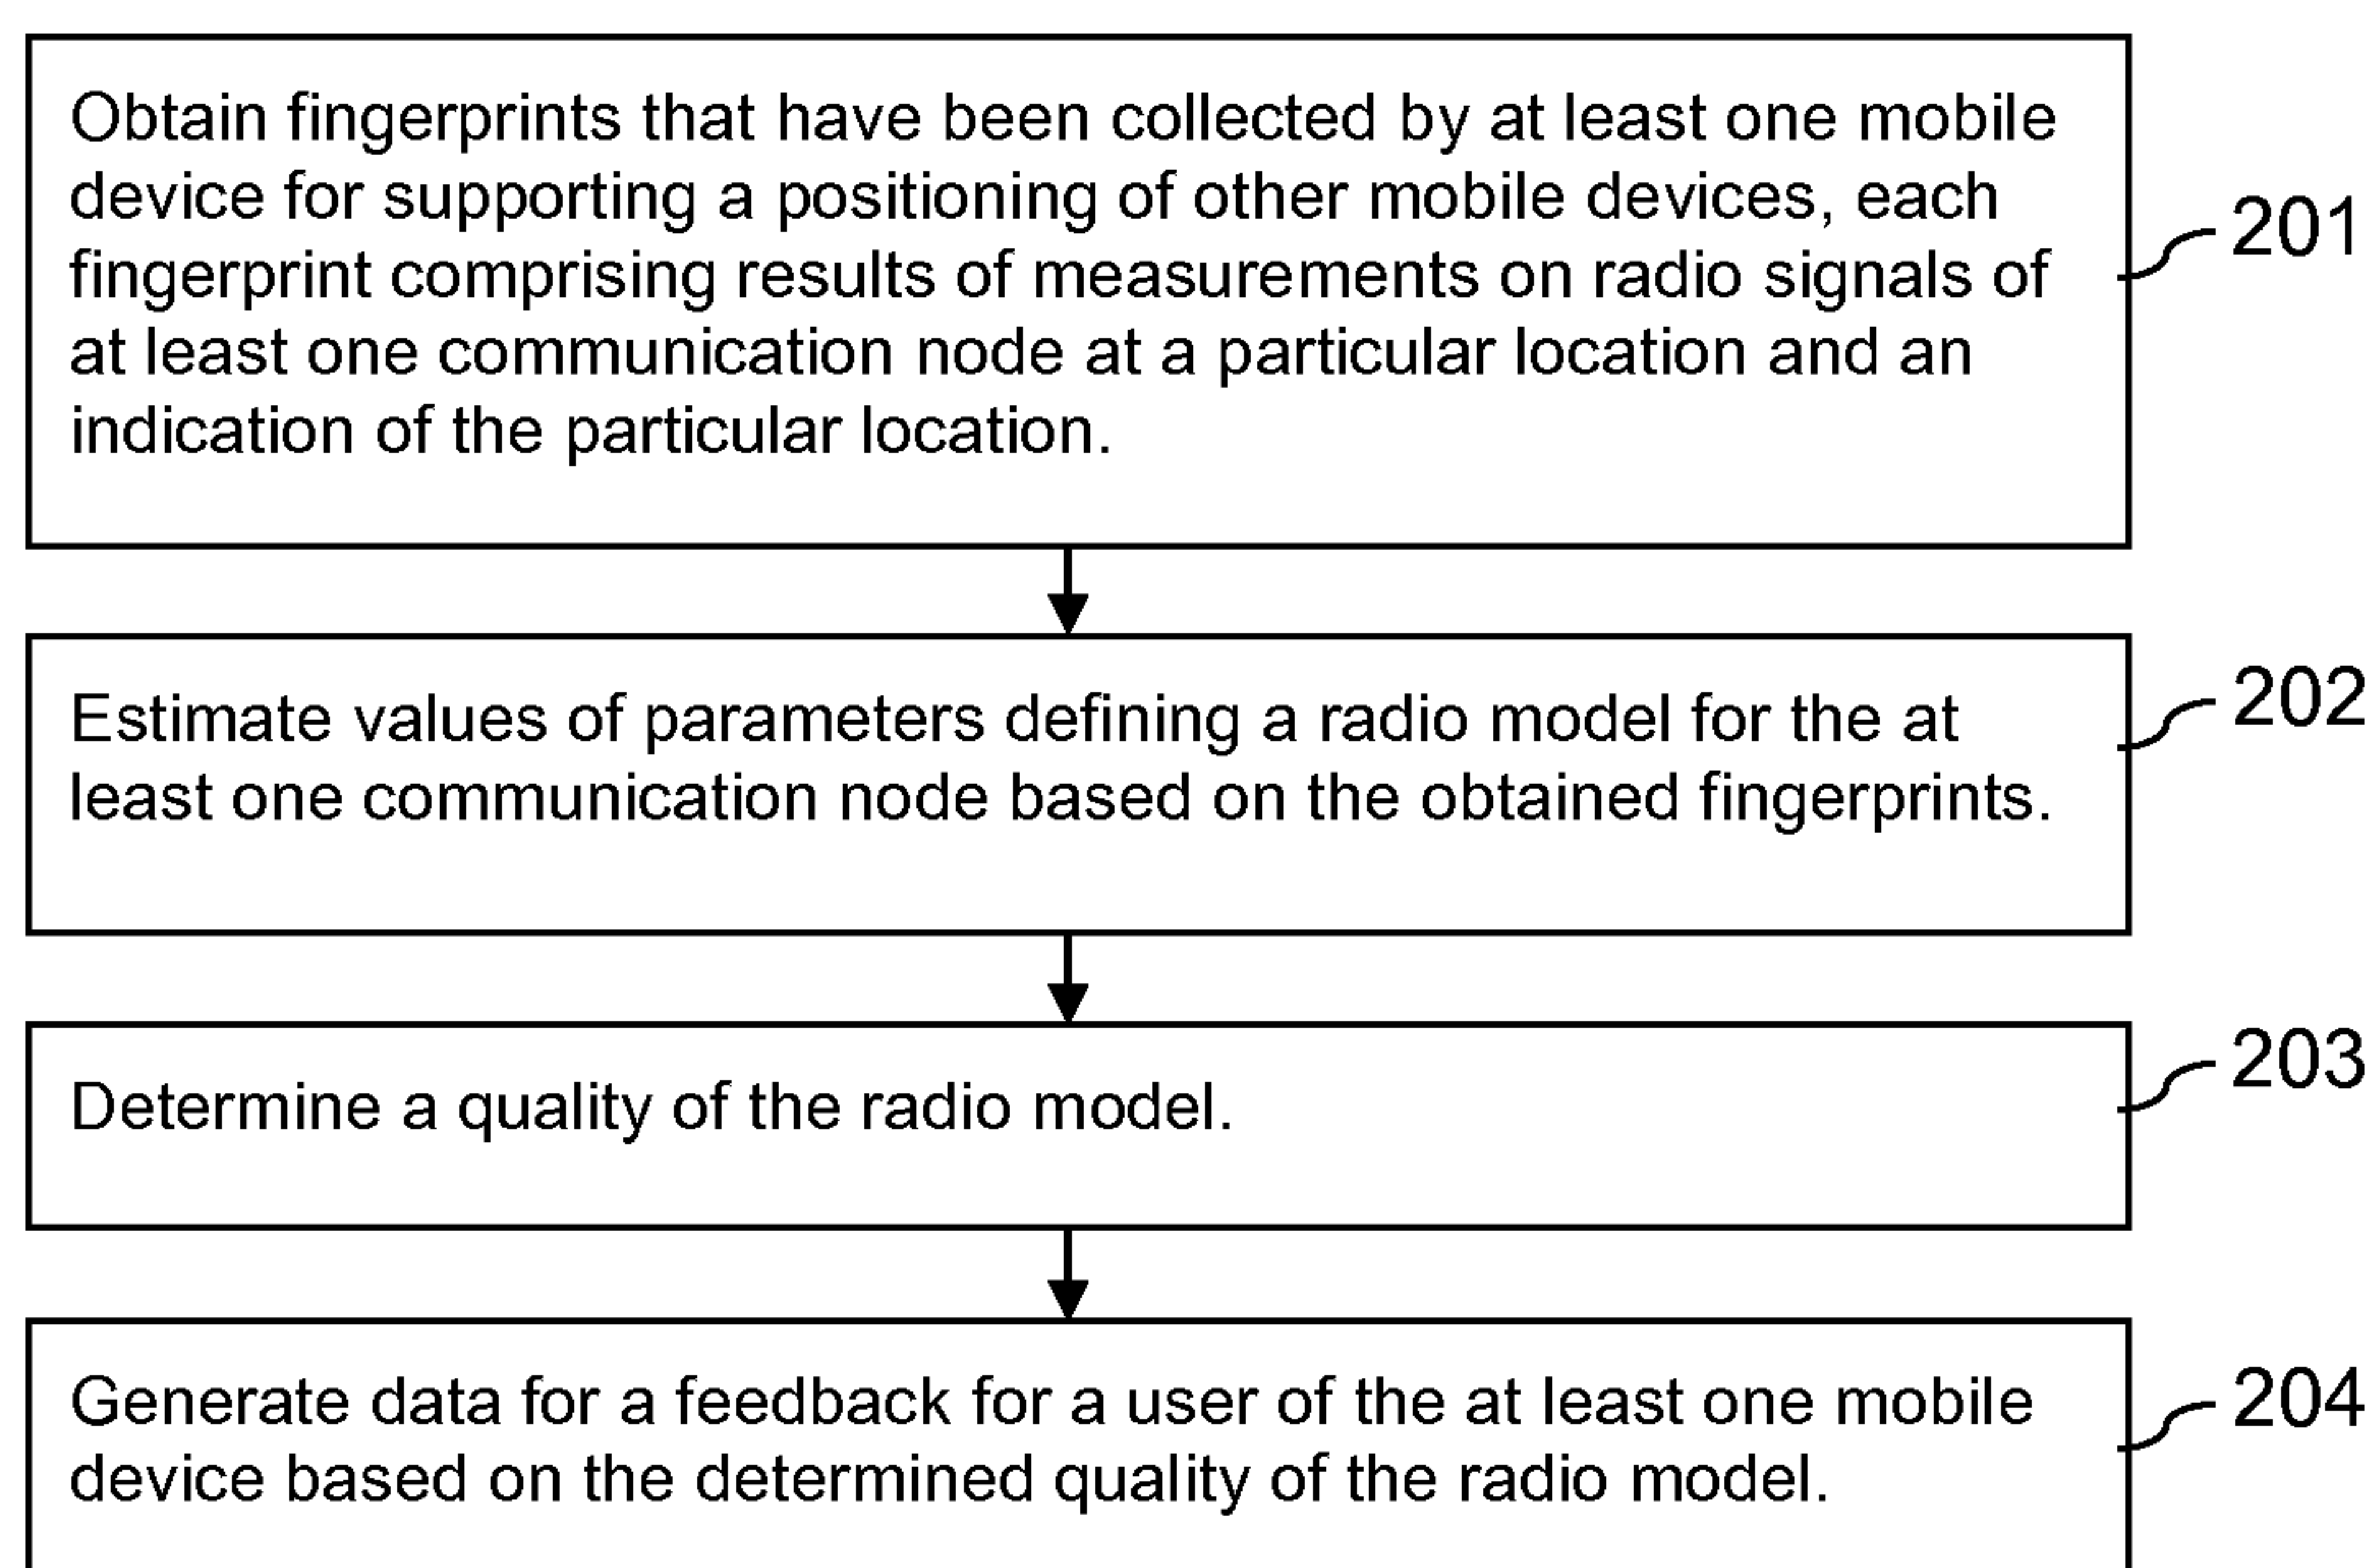 Obtain fingerprints that have been collected by at least one mobile
device for supporting a positioning of other mobile devices, each
fingerprint comprising results of measurements on radio signals of
at least one communication node at a particular location and an
indication of the particular location.
201
Estimate values of parameters defining a radio model for the at
least one communication node based on the obtained fingerprints.
202
Determine a quality of the radio model.
203
Generate data for a feedback for a user of the at least one mobile
device based on the determined quality of the radio model.
204